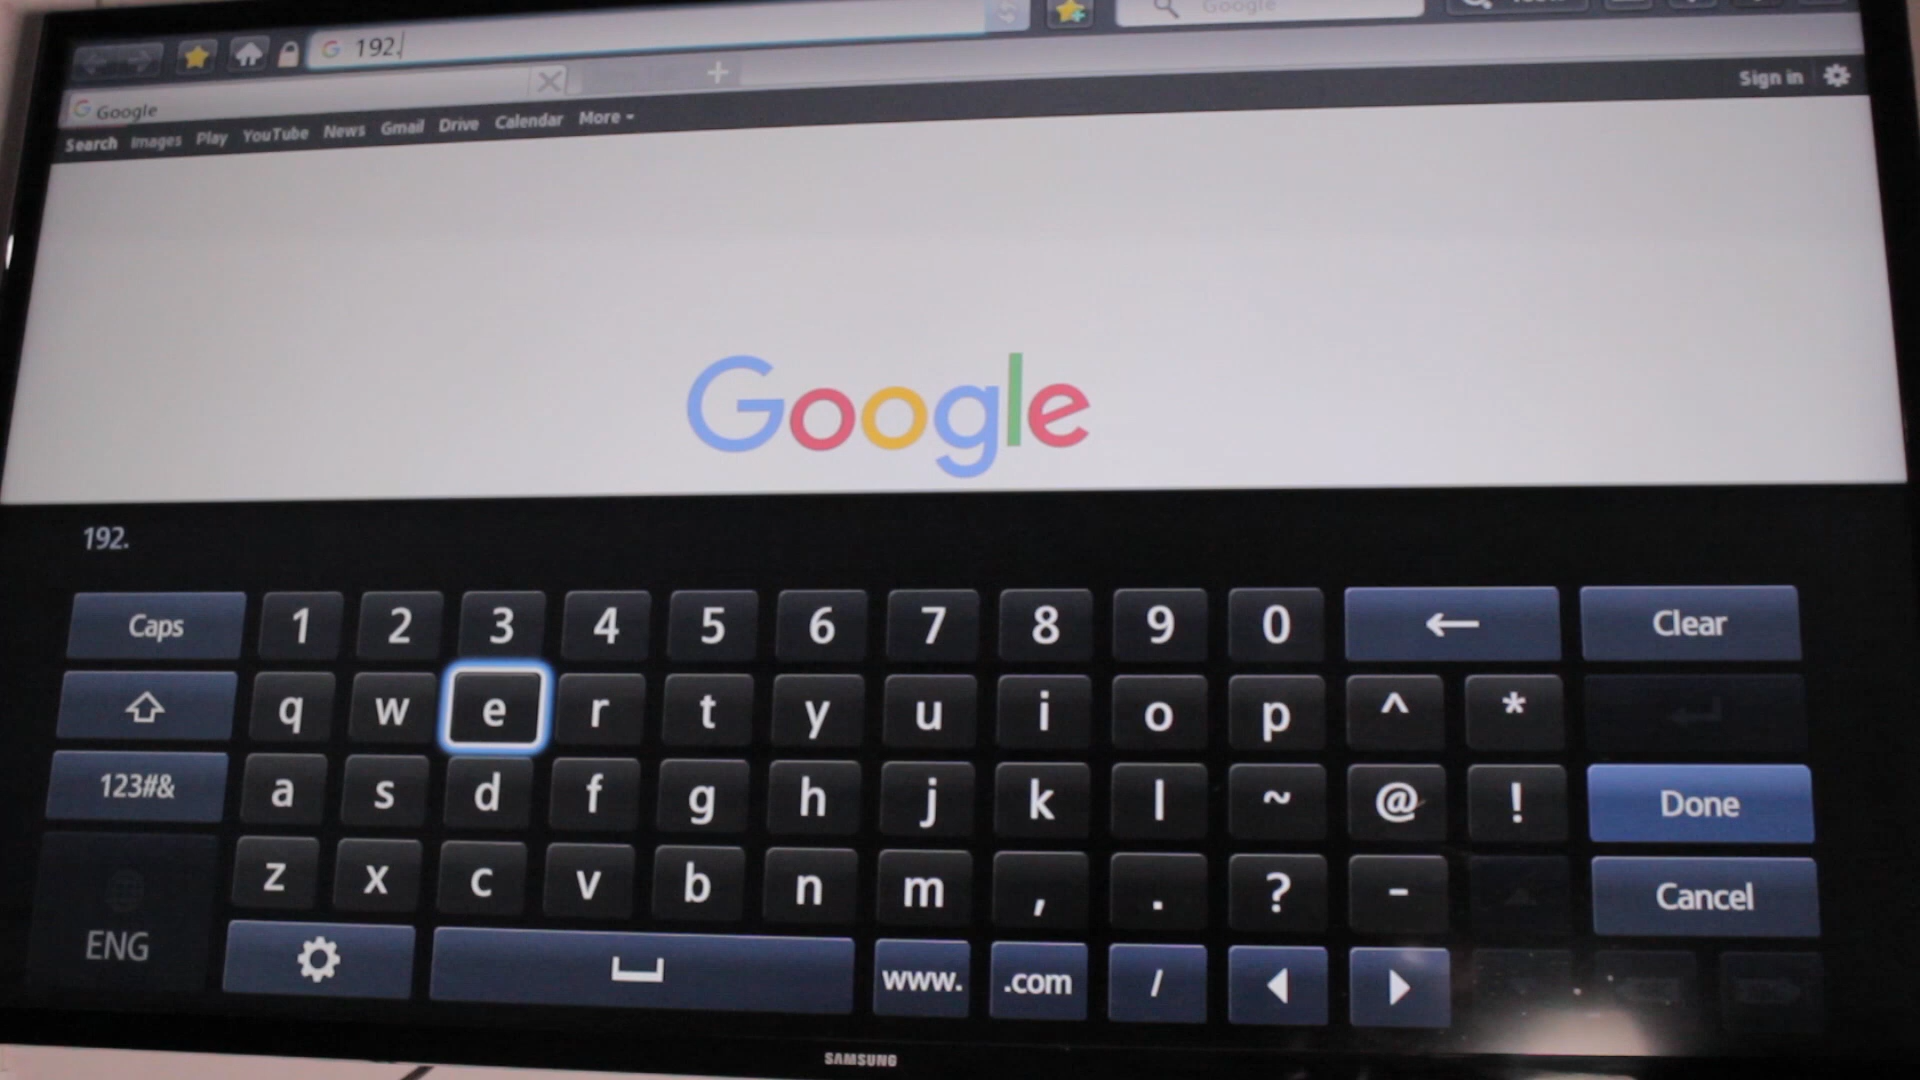 192.
Google
Google
Sign in
Search Images Play YouTube News Gmail Drive Calendar More
Google
192.
Caps 1 2 3 4 5 6 7 8 9 0 ← Clear
q w e r t y u i o p ^ *
123#& a s d f g h j k l ~ @ ! Done
z x c v b n m , . ? - Cancel
ENG www. .com /
SAMSUNG